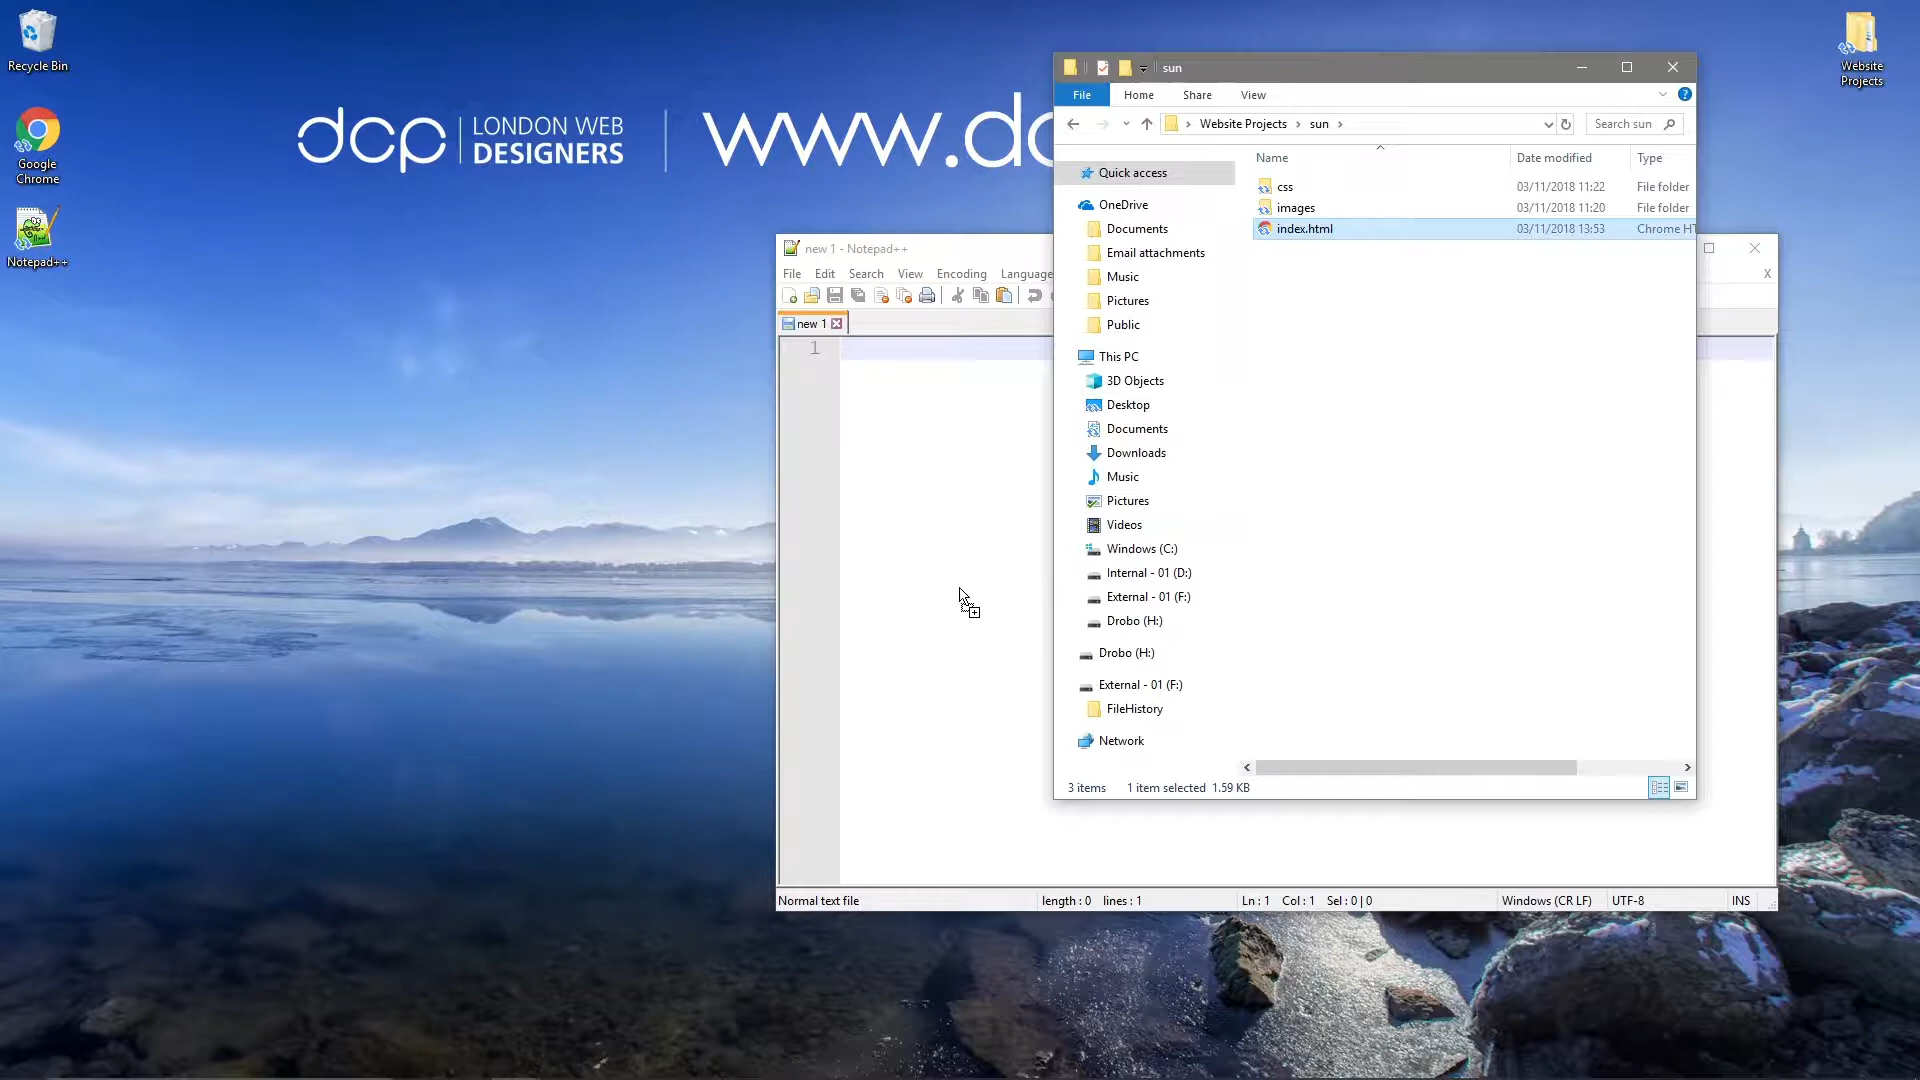 Recycle Bin
Google
Chrome
Notepad++
Website
Projects
dcp
LONDON WEB
DESIGNERS
www.dc
sun
File Home Share View
Website Projects sun
Search sun
Name Date modified Type
css 03/11/2018 11:22 File folder
images 03/11/2018 11:20 File folder
index.html 03/11/2018 13:53 Chrome HT
Quick access
OneDrive
Documents
Email attachments
Music
Pictures
Public
This PC
3D Objects
Desktop
Documents
Downloads
Music
Pictures
Videos
Windows (C:)
Internal - 01 (D:)
External - 01 (F:)
Drobo (H:)
Drobo (H:)
External - 01 (F:)
FileHistory
Network
3 items 1 item selected 1.59 KB
new 1 - Notepad++
File Edit Search View Encoding Language X
new 1
1
Normal text file length : 0 lines : 1 Ln : 1 Col : 1 Sel : 0 | 0 Windows (CR LF) UTF-8 INS